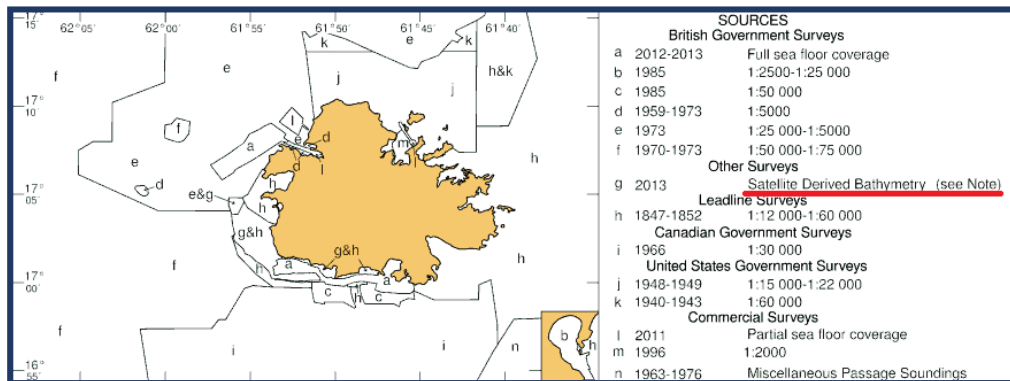 17° 15' 62° 05' 62° 00' 61° 55' 61° 50' 61° 45' 61° 40'
k e k
f e j h&k
17° 10'
j
f l e d
a d l m
e h
d h
17° 05' e&g h
g&h
g&h
f h a a h
17° 00'
c h c
f b h
i i n
16° 55'
SOURCES
British Government Surveys
a 2012-2013 Full sea floor coverage
b 1985 1:2500-1:25 000
c 1985 1:50 000
d 1959-1973 1:5000
e 1973 1:25 000-1:5000
f 1970-1973 1:50 000-1:75 000
Other Surveys
g 2013 Satellite Derived Bathymetry (see Note)
Leadline Surveys
h 1847-1852 1:12 000-1:60 000
Canadian Government Surveys
i 1966 1:30 000
United States Government Surveys
j 1948-1949 1:15 000-1:22 000
k 1940-1943 1:60 000
Commercial Surveys
l 2011 Partial sea floor coverage
m 1996 1:2000
n 1963-1976 Miscellaneous Passage Soundings